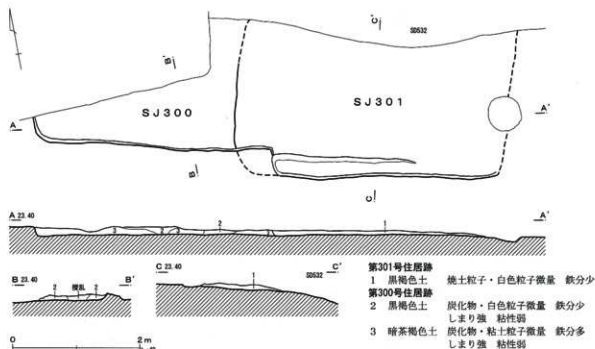 C'
SD532
B'
SJ300
SJ301
A
A'
B
C
A 23.40
A'
2
1
3
2
3
B 23.40
B'
2
攪乱
2
C 23.40
C'
SD532
1
0
2 m
第301号住居跡
1 黒褐色土 焼土粒子・白色粒子微量 鉄分少
第300号住居跡
2 黒褐色土 炭化物・白色粒子微量 鉄分少
しまり強 粘性弱
3 暗茶褐色土 炭化物・粘土粒子微量 鉄分多
しまり強 粘性弱